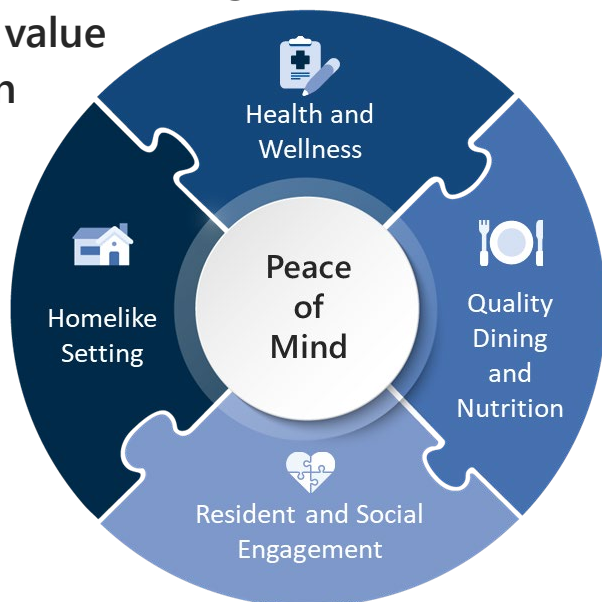 value
Health and
Wellness
Homelike
Setting
Peace
of
Mind
Quality
Dining
and
Nutrition
Resident and Social
Engagement